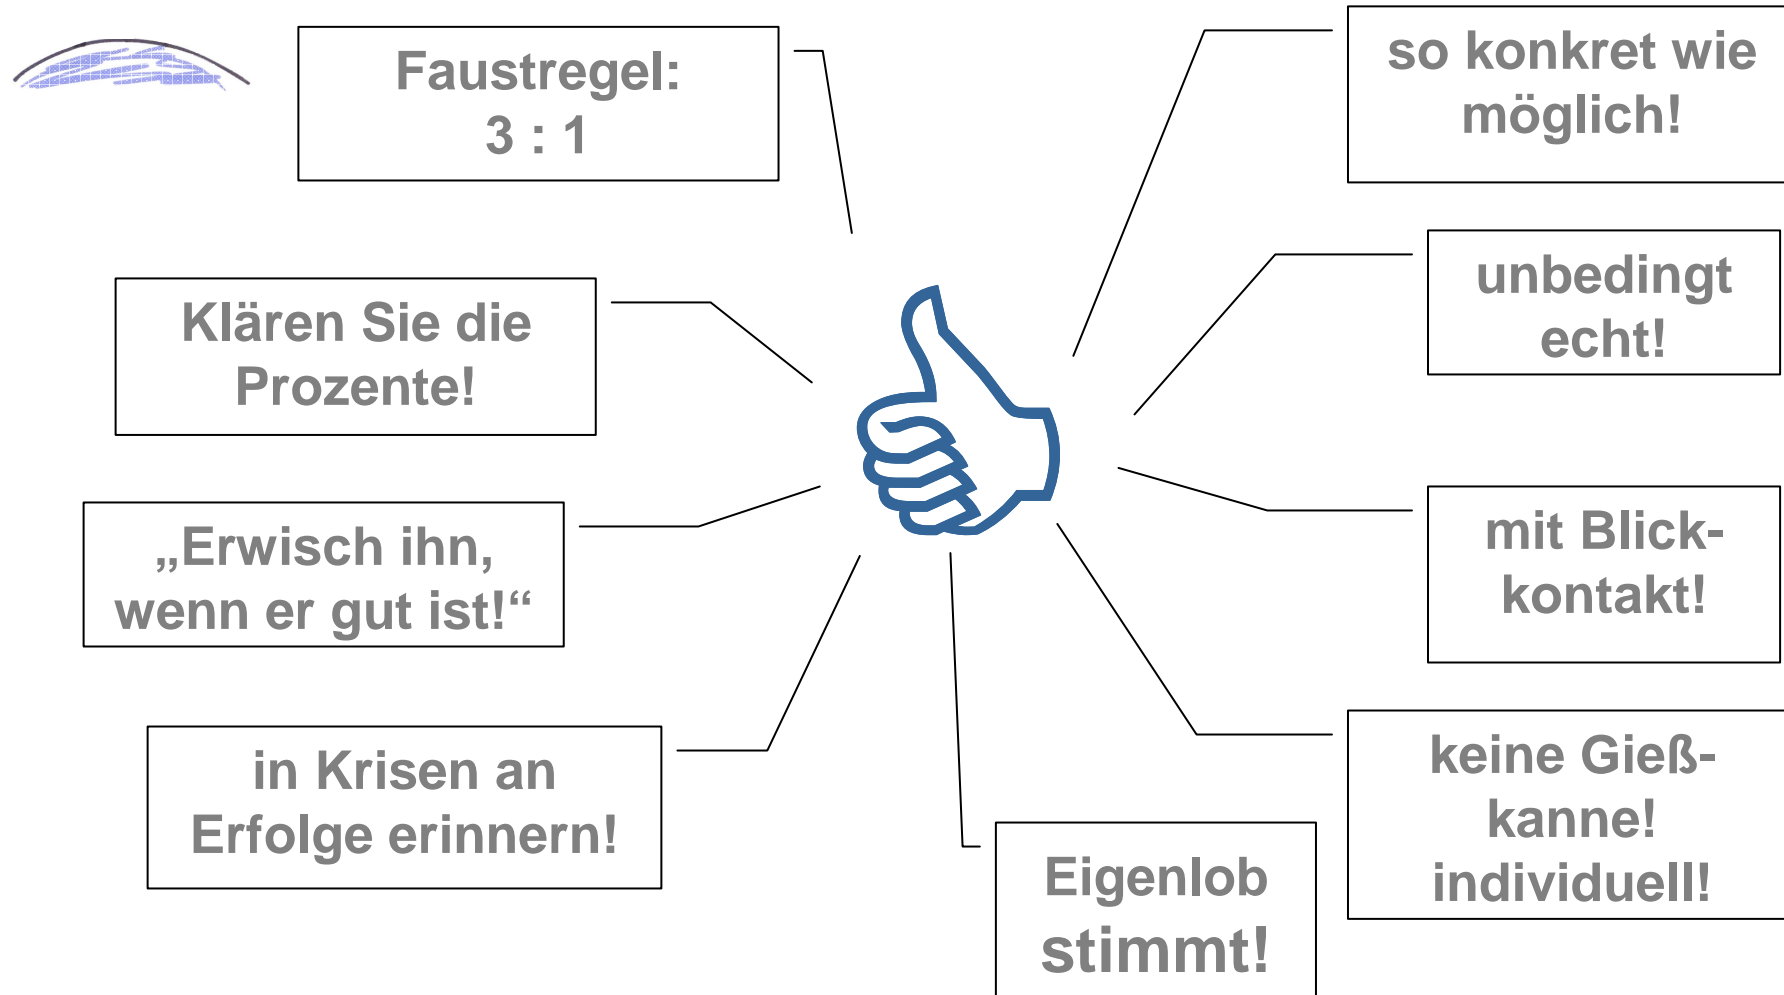 Faustregel:
3 : 1
so konkret wie
möglich!
unbedingt
echt!
Klären Sie die
Prozente!
„Erwisch ihn,
wenn er gut ist!“
mit Blick-
kontakt!
in Krisen an
Erfolge erinnern!
keine Gieß-
kanne!
individuell!
Eigenlob
stimmt!